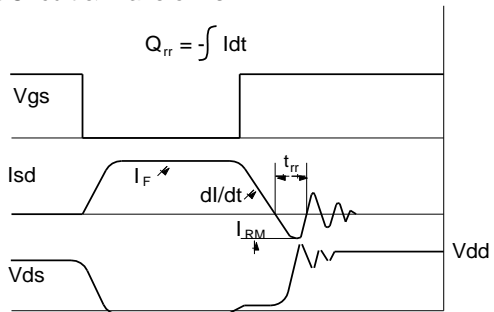 Qrr = -∫ Idt
Vgs
Isd
IF
dI/dt
trr
IRM
Vdd
Vds